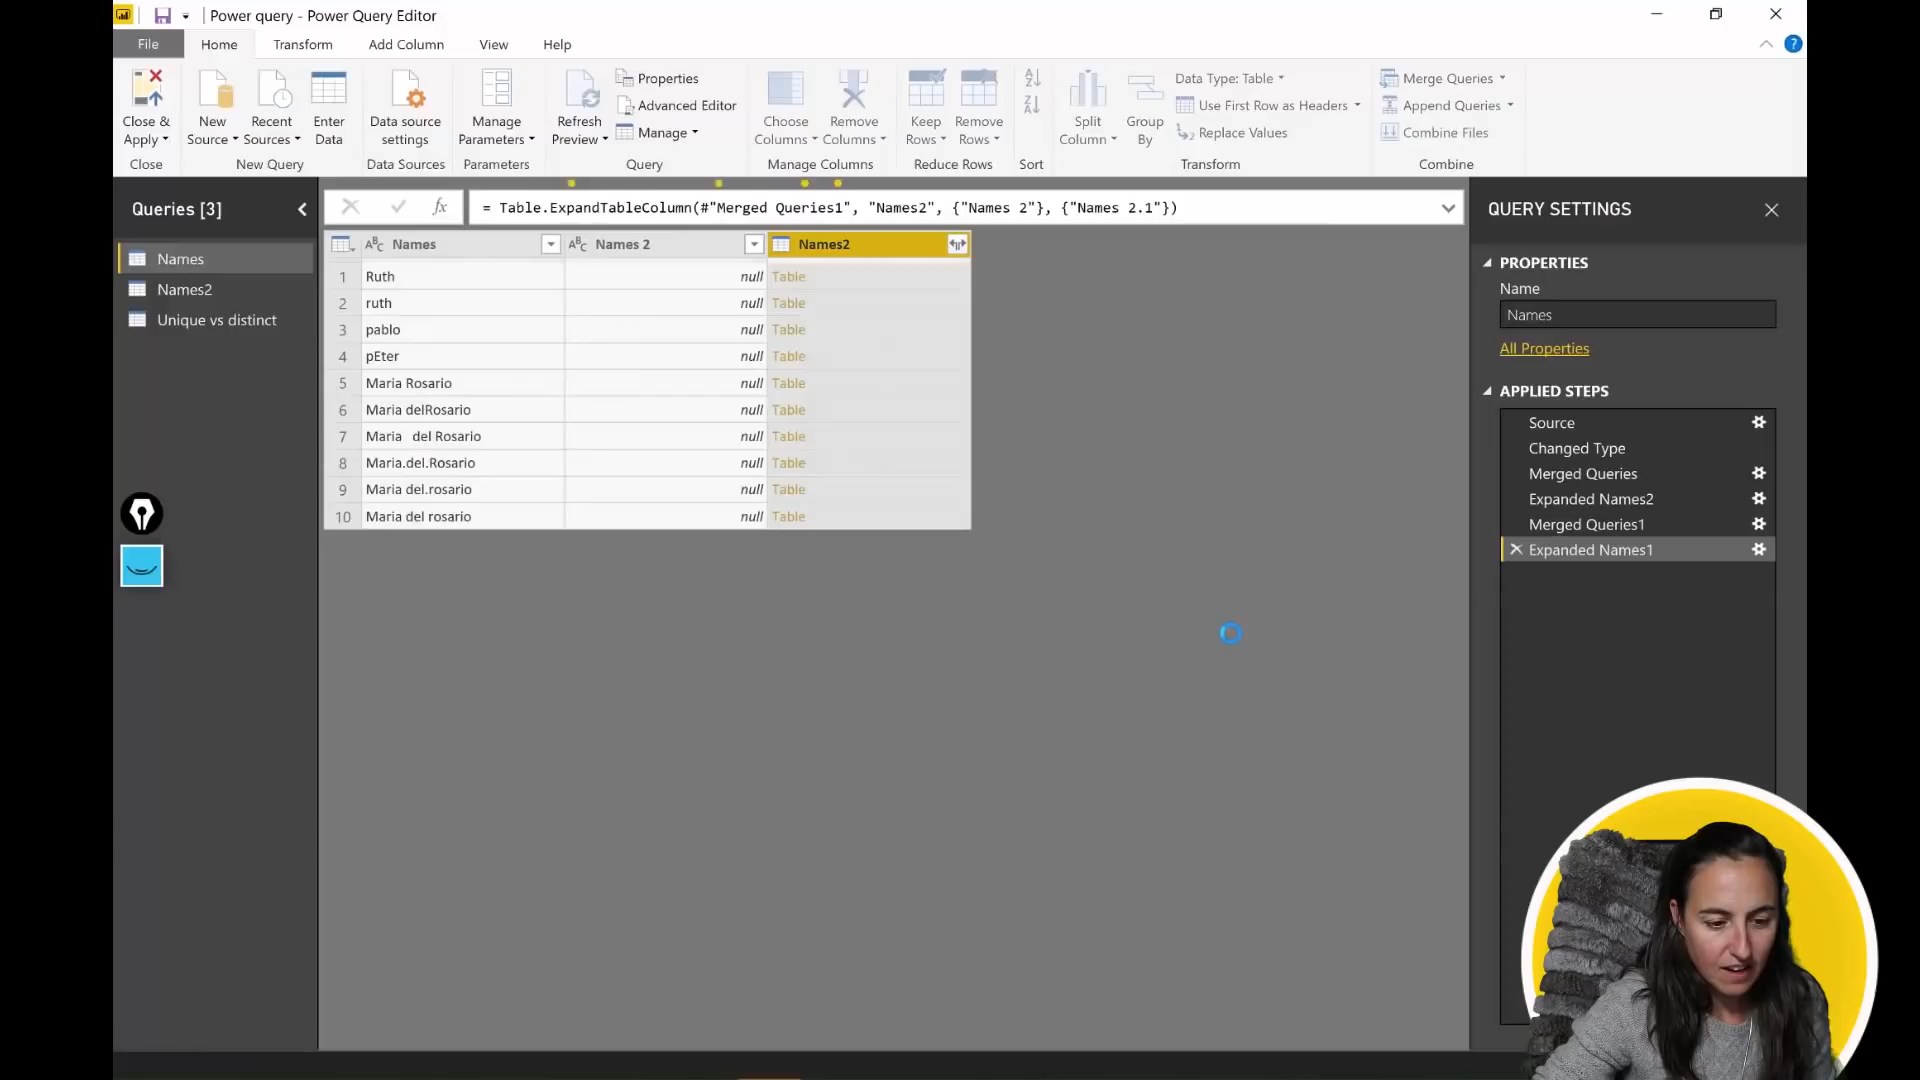 Power query - Power Query Editor
File Home Transform Add Column View Help
Close & Apply
New Source
Recent Sources
Enter Data
Data source settings
Manage Parameters
Refresh Preview
Properties
Advanced Editor
Manage
Choose Columns
Remove Columns
Keep Rows
Remove Rows
Split Column
Group By
Data Type: Table
Use First Row as Headers
Replace Values
Merge Queries
Append Queries
Combine Files
Close New Query Data Sources Parameters Query Manage Columns Reduce Rows Sort Transform Combine
Queries [3]
Names
Names2
Unique vs distinct
fx = Table.ExpandTableColumn(#"Merged Queries1", "Names2", {"Names 2"}, {"Names 2.1"})
ABC Names ABC Names 2 Names2
1 Ruth null Table
2 ruth null Table
3 pablo null Table
4 pEter null Table
5 Maria Rosario null Table
6 Maria delRosario null Table
7 Maria   del Rosario null Table
8 Maria.del.Rosario null Table
9 Maria del.rosario null Table
10 Maria del rosario null Table
QUERY SETTINGS
PROPERTIES
Name
Names
All Properties
APPLIED STEPS
Source
Changed Type
Merged Queries
Expanded Names2
Merged Queries1
Expanded Names1